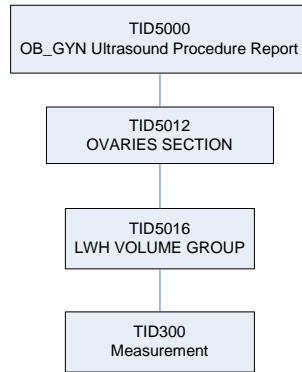 TID5000
OB_GYN Ultrasound Procedure Report
TID5012
OVARIES SECTION
TID5016
LWH VOLUME GROUP
TID300
Measurement